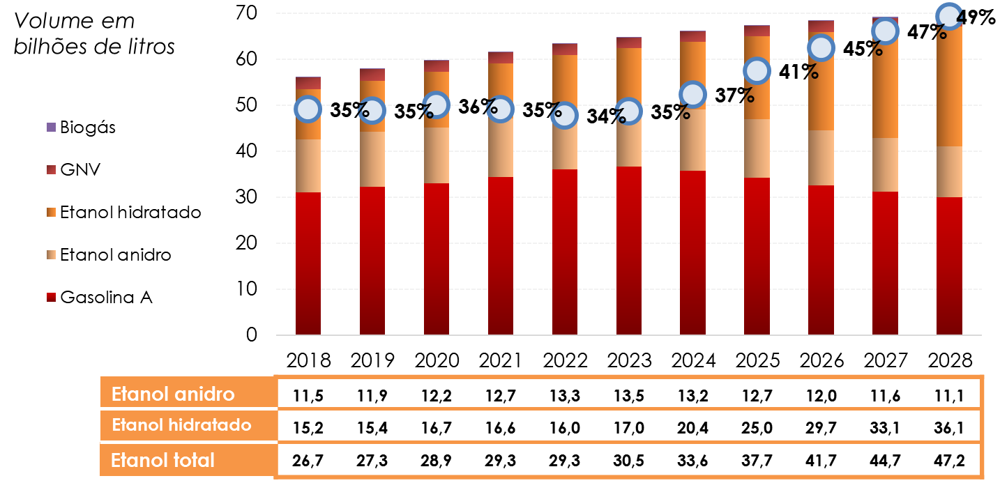 Volume em
bilhões de litros
Biogás
GNV
Etanol hidratado
Etanol anidro
Gasolina A
70
60
50
40
30
20
10
0
35% 35% 36% 35% 34% 35% 37% 41% 45% 47% 49%
2018 2019 2020 2021 2022 2023 2024 2025 2026 2027 2028
Etanol anidro 11,5 11,9 12,2 12,7 13,3 13,5 13,2 12,7 12,0 11,6 11,1
Etanol hidratado 15,2 15,4 16,7 16,6 16,0 17,0 20,4 25,0 29,7 33,1 36,1
Etanol total 26,7 27,3 28,9 29,3 29,3 30,5 33,6 37,7 41,7 44,7 47,2